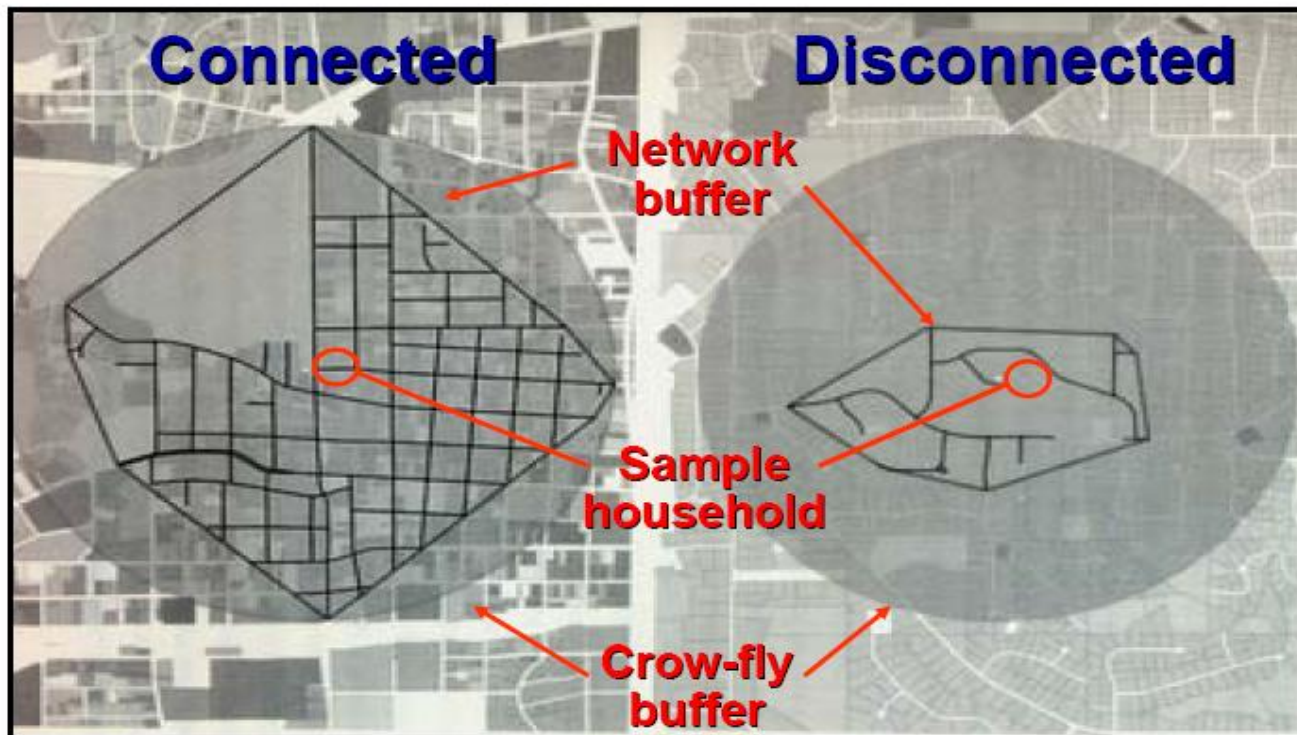 Connected
Disconnected
Network
buffer
Sample
household
Crow-fly
buffer